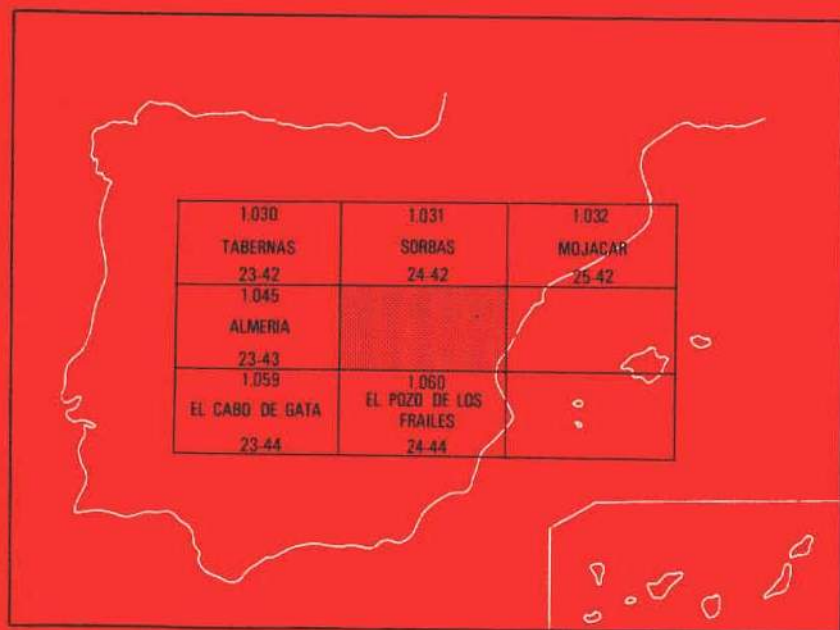 1.030
TABERNAS
23-42
1.031
SORBAS
24-42
1.032
MOJACAR
25-42
1.045
ALMERIA
23-43
1.059
EL CABO DE GATA
23-44
1.060
EL POZO DE LOS
FRAILES
24-44